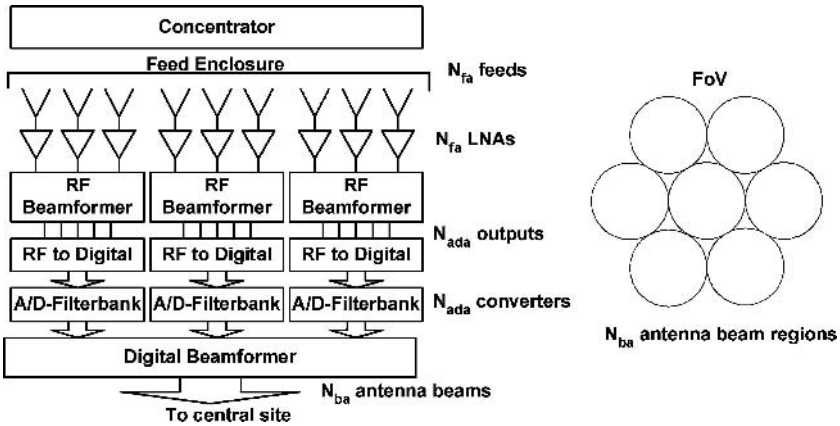 Concentrator
Feed Enclosure
N_fa feeds
FoV
N_fa LNAs
RF Beamformer
RF Beamformer
RF Beamformer
N_ada outputs
RF to Digital
RF to Digital
RF to Digital
A/D-Filterbank
A/D-Filterbank
A/D-Filterbank
N_ada converters
N_ba antenna beam regions
Digital Beamformer
N_ba antenna beams
To central site